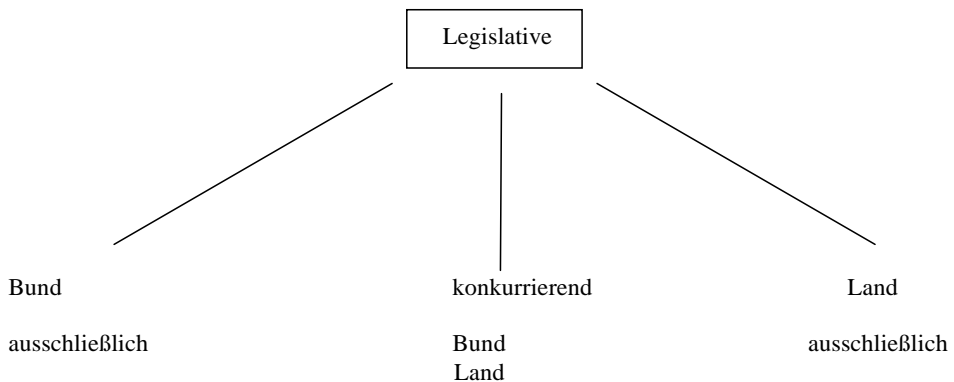 Legislative
Bund
konkurrierend
Land
ausschließlich
Bund
ausschließlich
Land